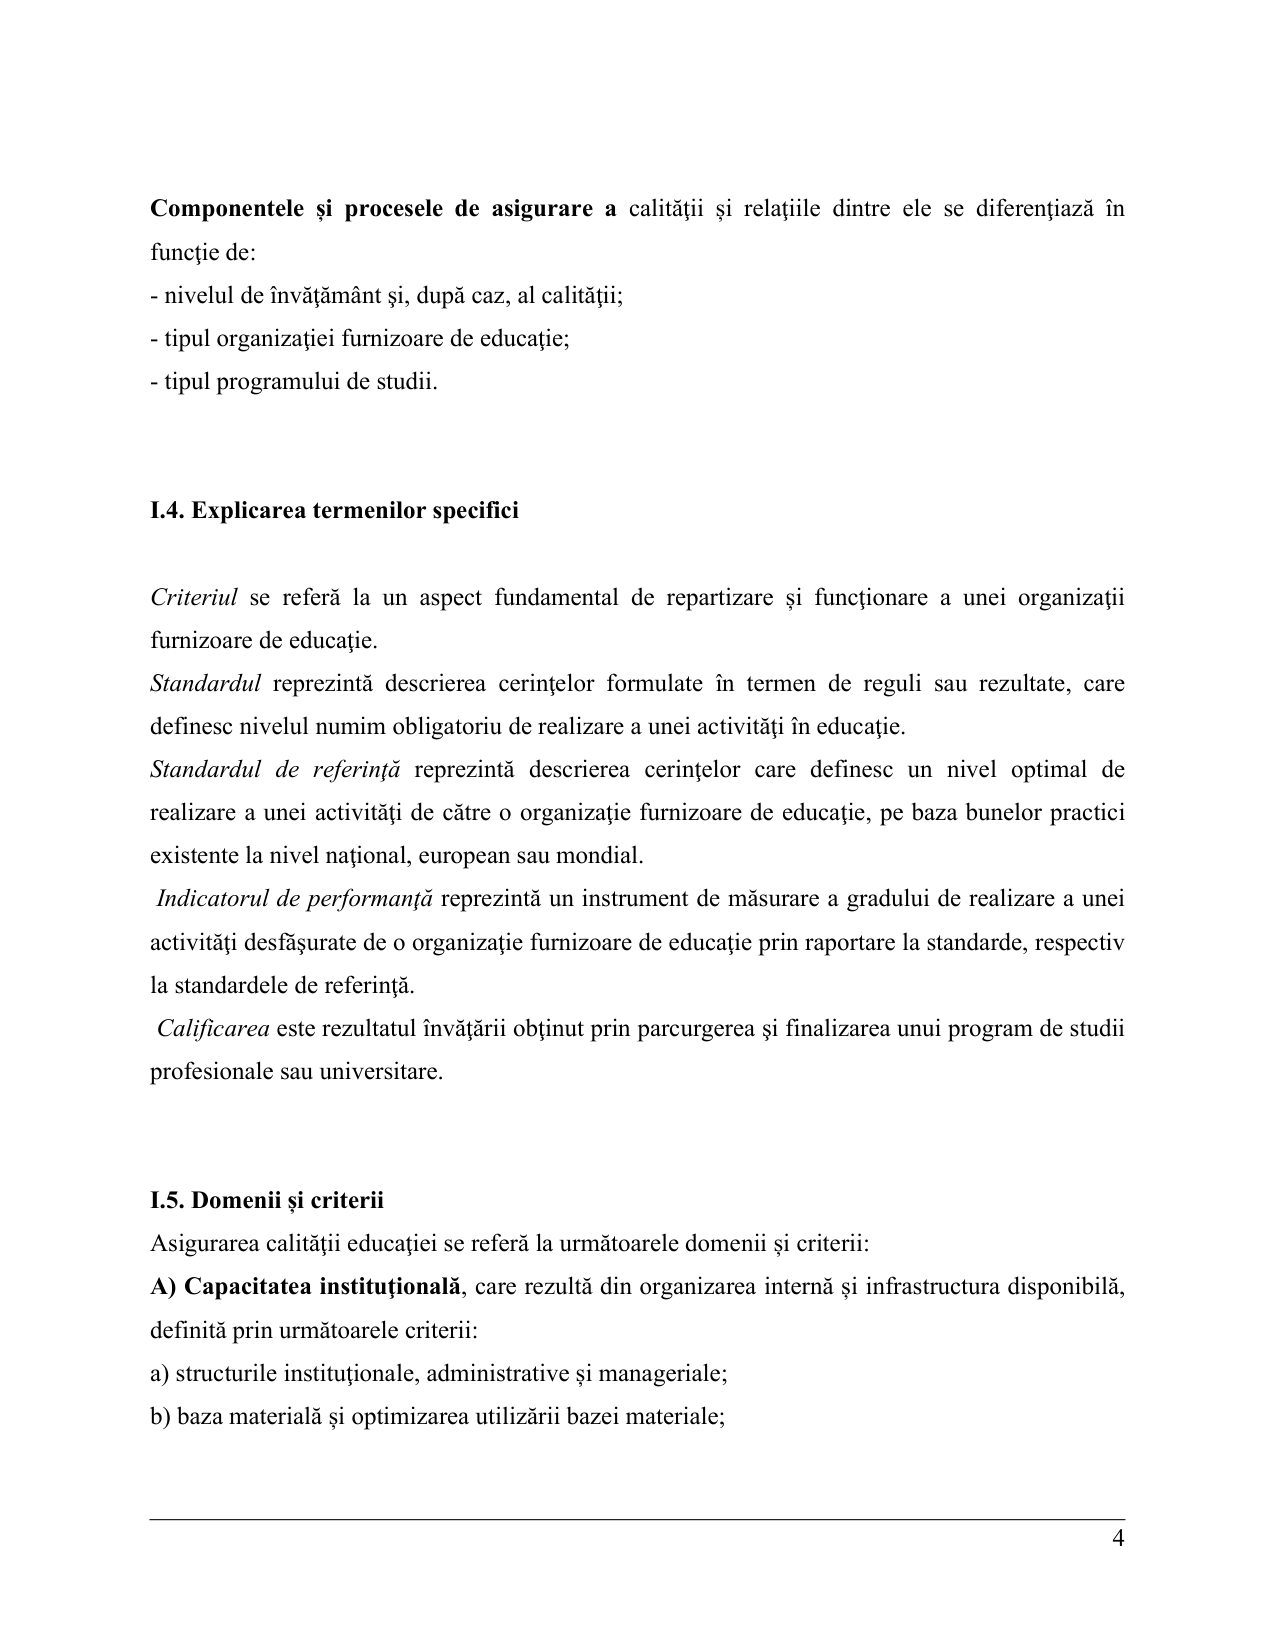 Componentele și procesele de asigurare a calităţii și relaţiile dintre ele se diferenţiază în
funcţie de:
- nivelul de învăţământ şi, după caz, al calităţii;
- tipul organizaţiei furnizoare de educaţie;
- tipul programului de studii.
I.4. Explicarea termenilor specifici
Criteriul se referă la un aspect fundamental de repartizare și funcţionare a unei organizaţii
furnizoare de educaţie.
Standardul reprezintă descrierea cerinţelor formulate în termen de reguli sau rezultate, care
definesc nivelul numim obligatoriu de realizare a unei activităţi în educaţie.
Standardul de referinţă reprezintă descrierea cerinţelor care definesc un nivel optimal de
realizare a unei activităţi de către o organizaţie furnizoare de educaţie, pe baza bunelor practici
existente la nivel naţional, european sau mondial.
Indicatorul de performanţă reprezintă un instrument de măsurare a gradului de realizare a unei
activităţi desfăşurate de o organizaţie furnizoare de educaţie prin raportare la standarde, respectiv
la standardele de referinţă.
Calificarea este rezultatul învăţării obţinut prin parcurgerea şi finalizarea unui program de studii
profesionale sau universitare.
I.5. Domenii și criterii
Asigurarea calităţii educaţiei se referă la următoarele domenii și criterii:
A) Capacitatea instituţională, care rezultă din organizarea internă și infrastructura disponibilă,
definită prin următoarele criterii:
a) structurile instituţionale, administrative și manageriale;
b) baza materială și optimizarea utilizării bazei materiale;
4